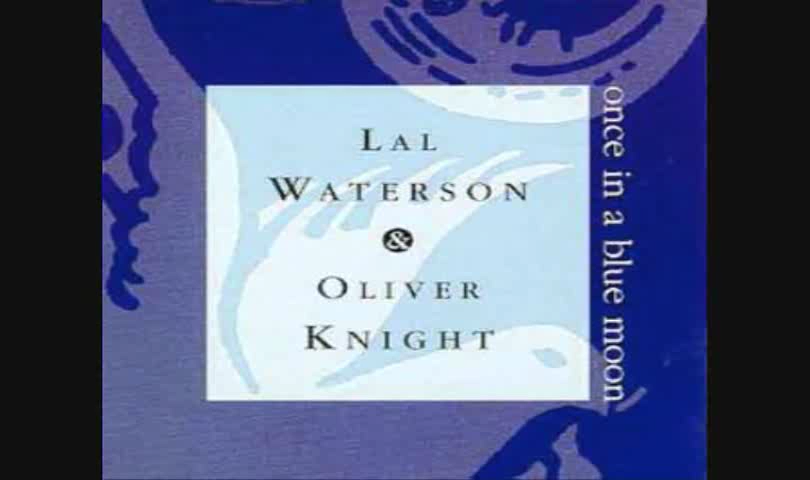 LAL
WATERSON
&
OLIVER
KNIGHT
once in a blue moon